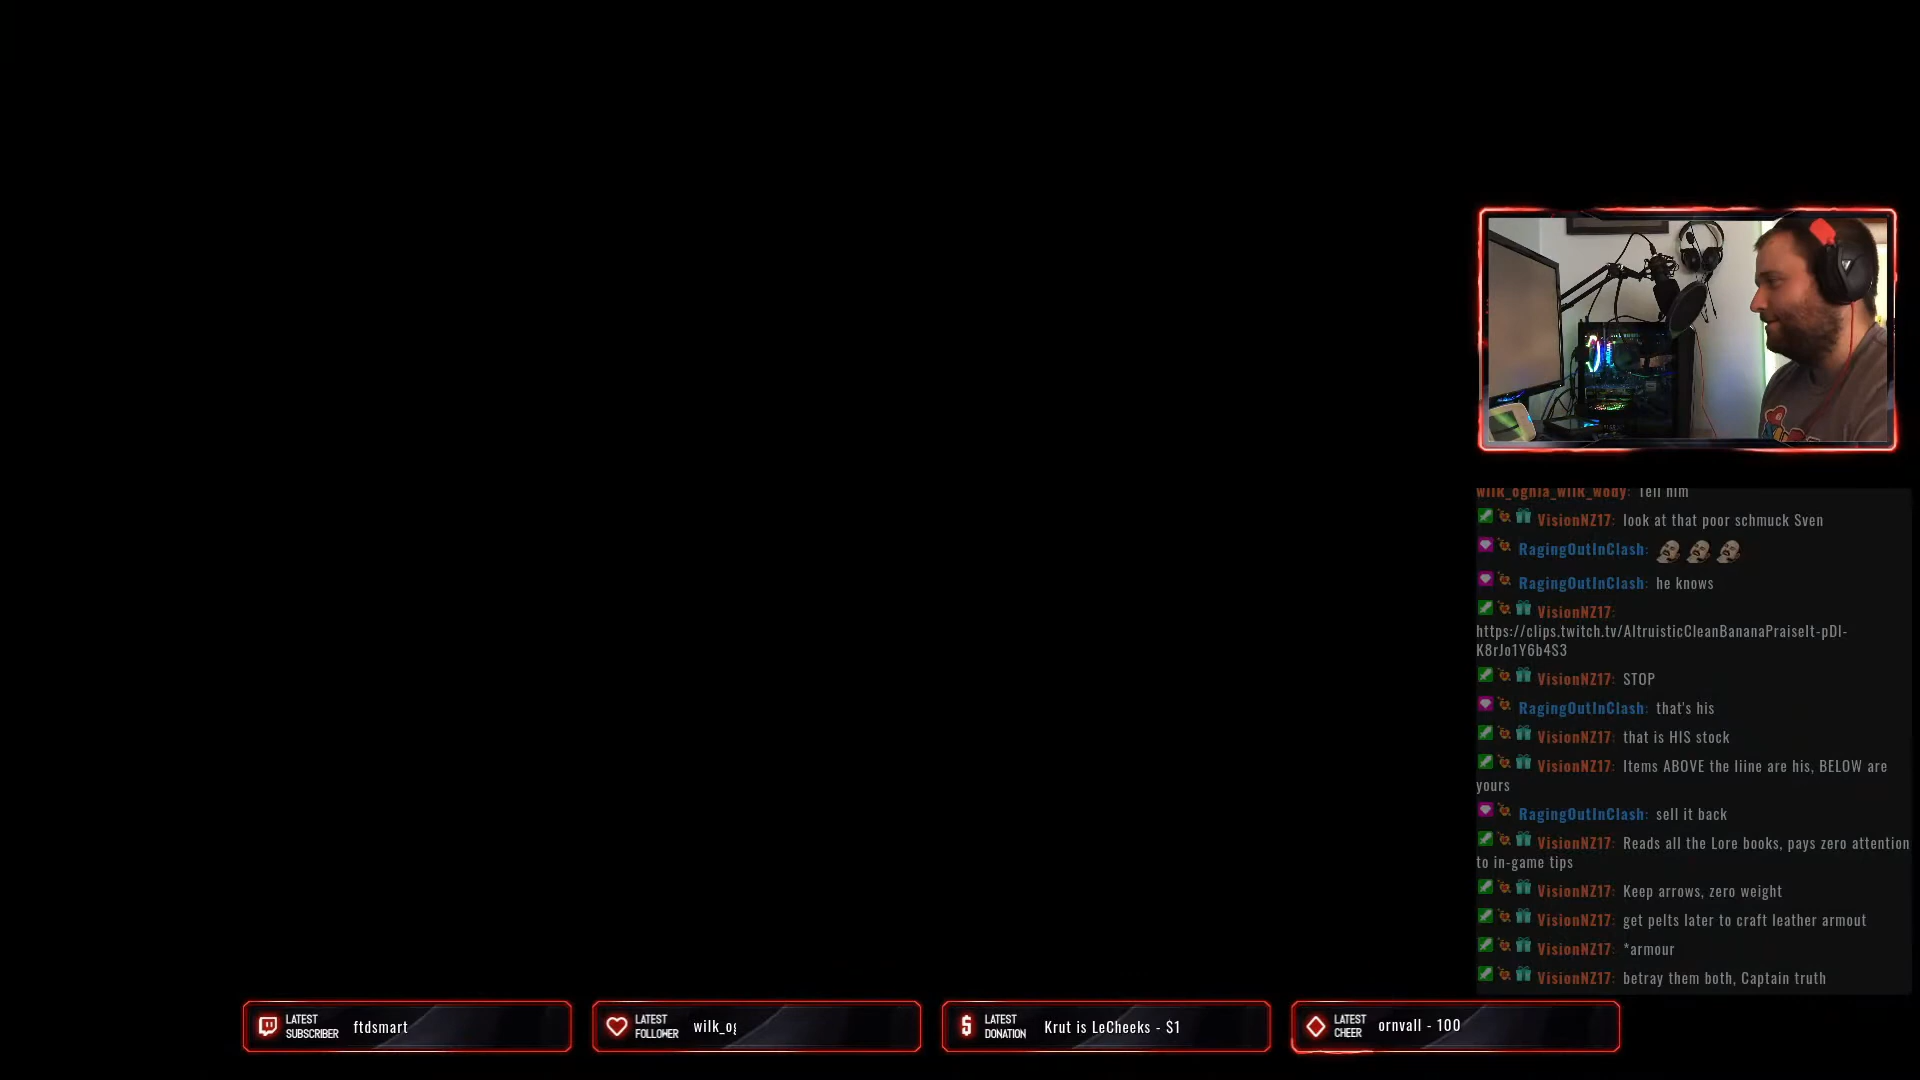 wilk_ognia_wilk_wody: Tell him
VisionNZ17: look at that poor schmuck Sven
RagingOutInClash:
RagingOutInClash: he knows
VisionNZ17:
https://clips.twitch.tv/AltruisticCleanBananaPraiseIt-pDI-
K8rJo1Y6b4S3
VisionNZ17: STOP
RagingOutInClash: that's his
VisionNZ17: that is HIS stock
VisionNZ17: Items ABOVE the liine are his, BELOW are
yours
RagingOutInClash: sell it back
VisionNZ17: Reads all the Lore books, pays zero attention
to in-game tips
VisionNZ17: Keep arrows, zero weight
VisionNZ17: get pelts later to craft leather armout
VisionNZ17: *armour
VisionNZ17: betray them both, Captain truth
LATEST
SUBSCRIBER
ftdsmart
LATEST
FOLLOWER
wilk_og
LATEST
DONATION
Krut is LeCheeks - $1
LATEST
CHEER
ornvall - 100